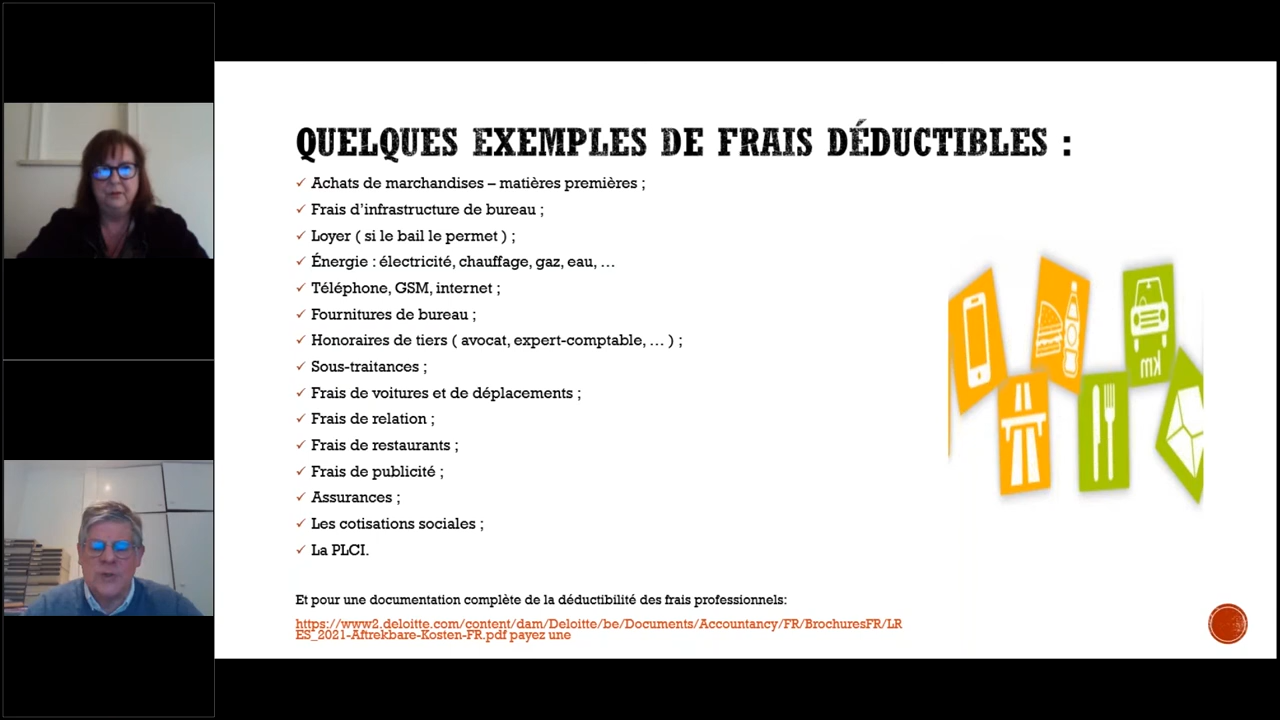 QUELQUES EXEMPLES DE FRAIS DÉDUCTIBLES :
✓ Achats de marchandises – matières premières ;
✓ Frais d'infrastructure de bureau ;
✓ Loyer ( si le bail le permet ) ;
✓ Énergie : électricité, chauffage, gaz, eau, …
✓ Téléphone, GSM, internet ;
✓ Fournitures de bureau ;
✓ Honoraires de tiers ( avocat, expert-comptable, … ) ;
✓ Sous-traitances ;
✓ Frais de voitures et de déplacements ;
✓ Frais de relation ;
✓ Frais de restaurants ;
✓ Frais de publicité ;
✓ Assurances ;
✓ Les cotisations sociales ;
✓ La PLCI.
km
Et pour une documentation complète de la déductibilité des frais professionnels:
https://www2.deloitte.com/content/dam/Deloitte/be/Documents/Accountancy/FR/BrochuresFR/LR
ES_2021-Aftrekbare-Kosten-FR.pdf payez une